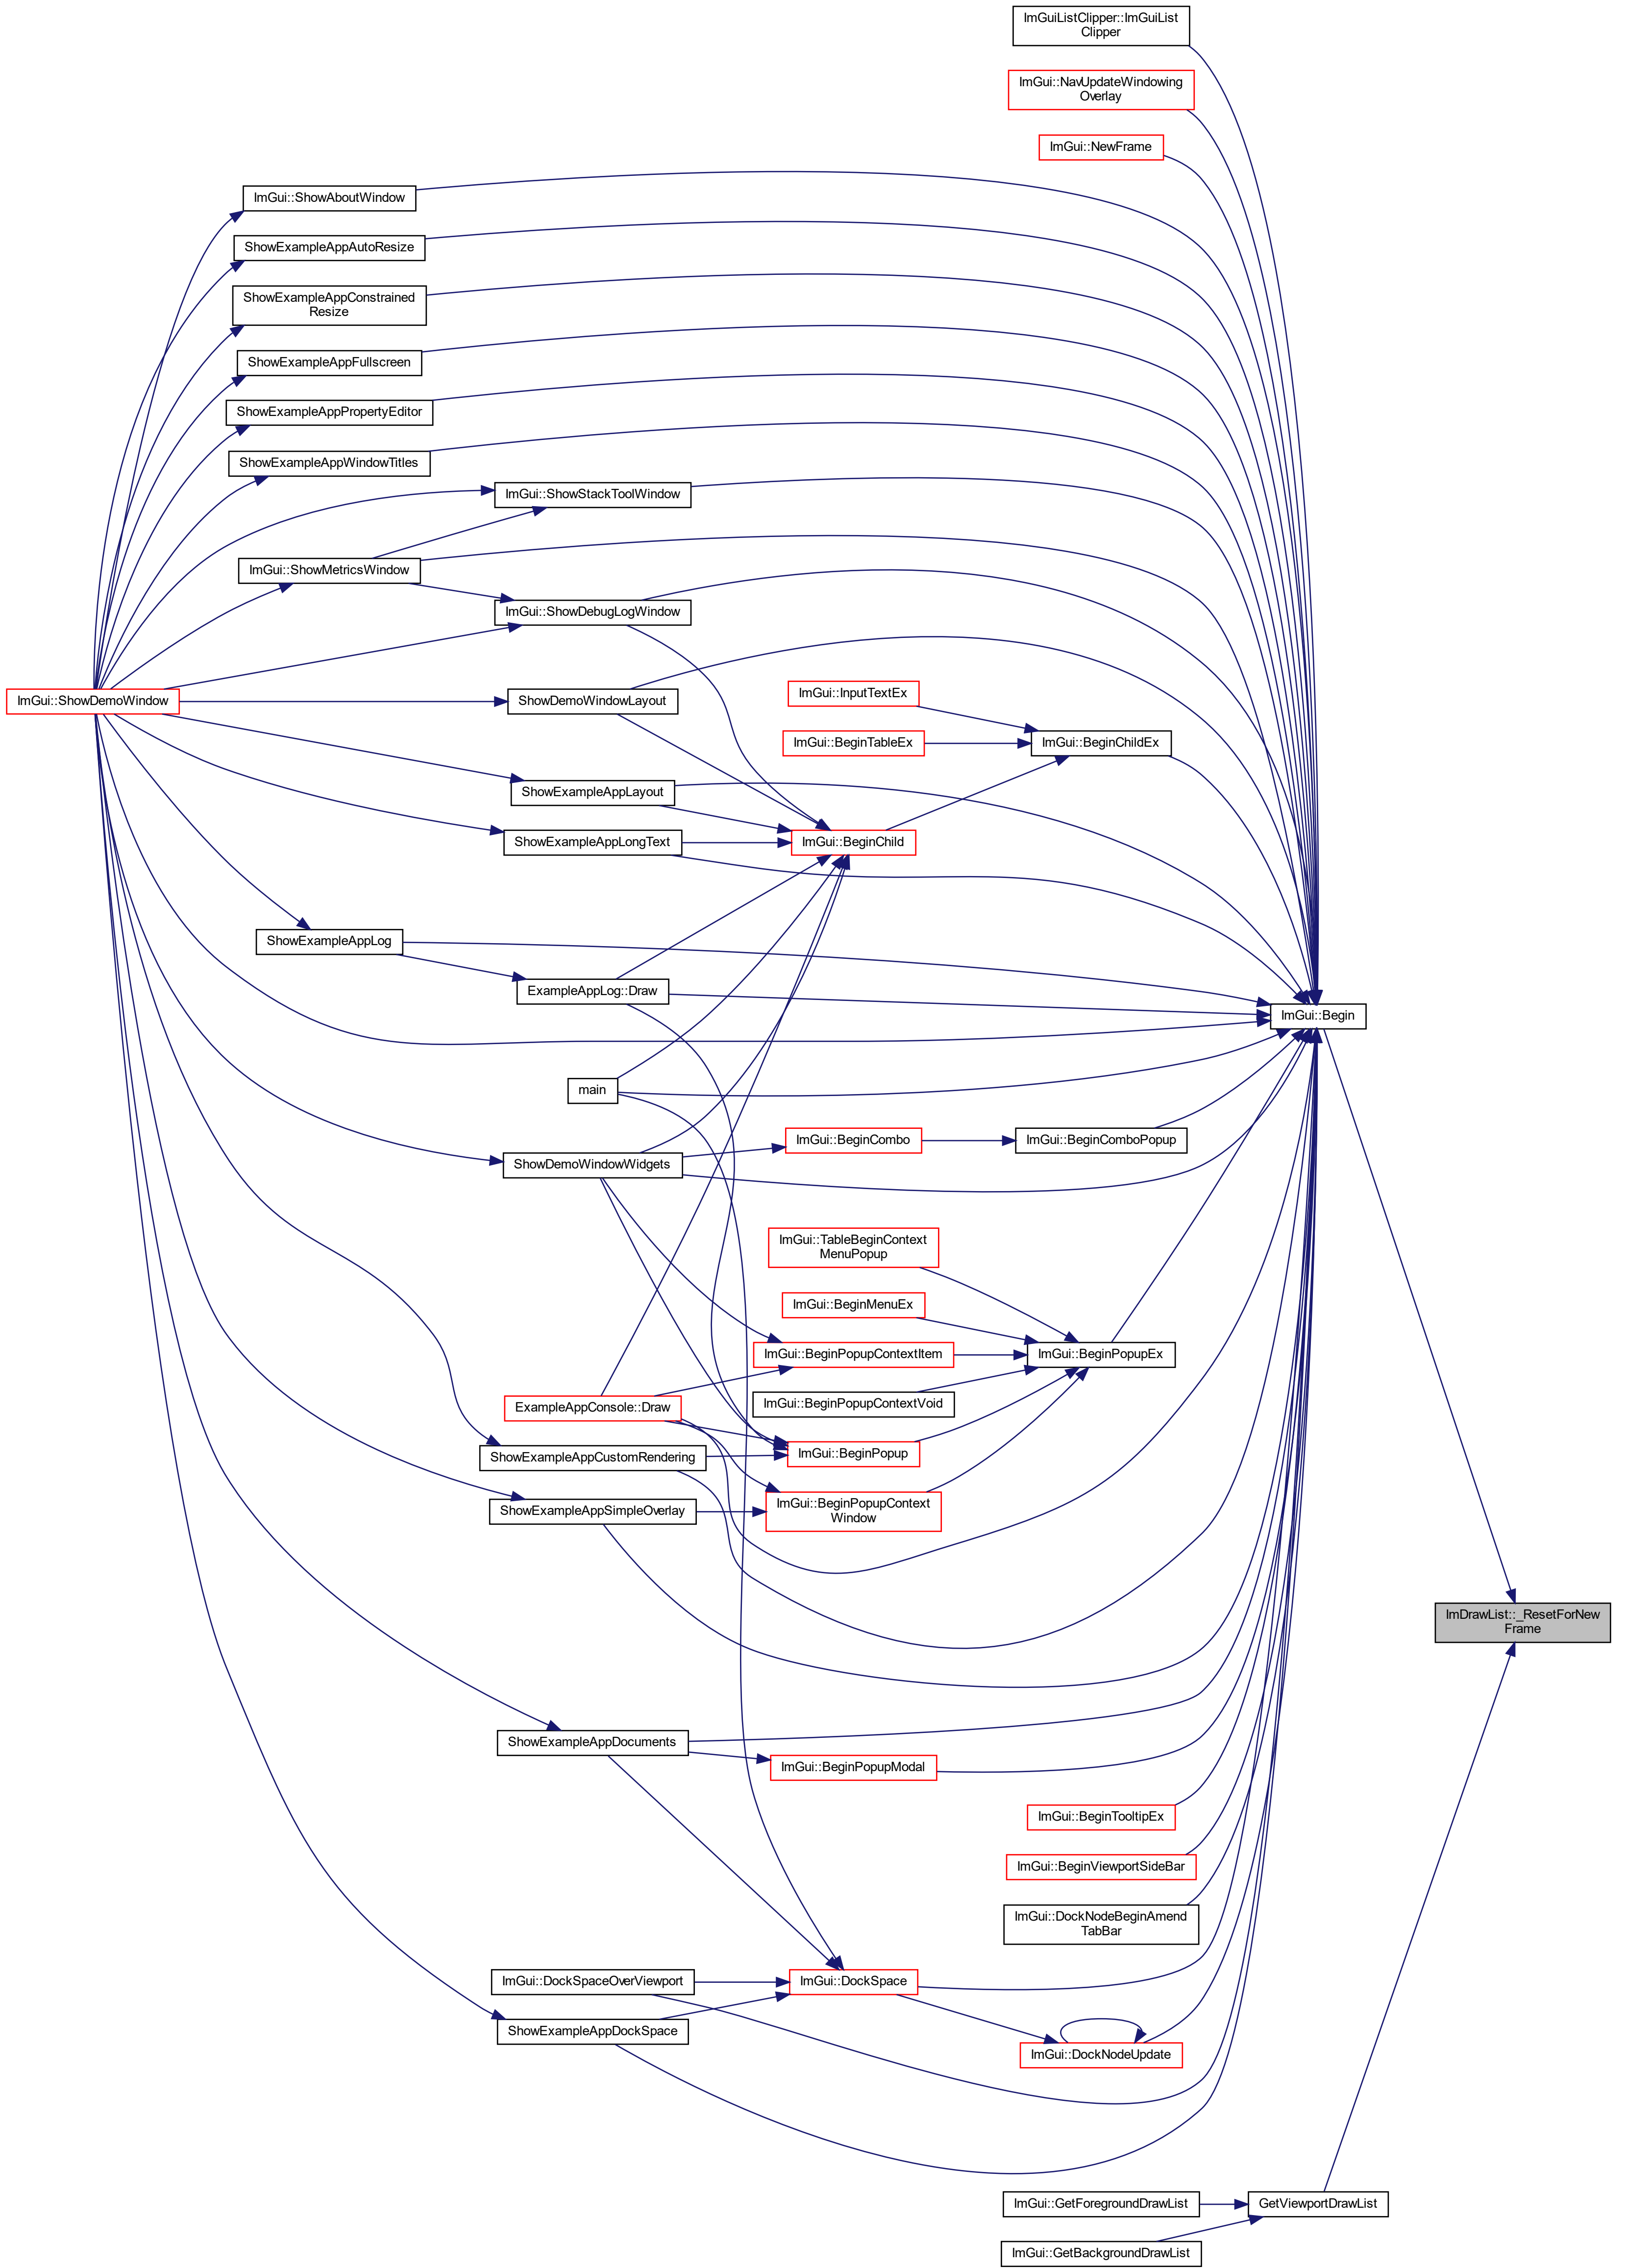 ImGuiListClipper::ImGuiList
Clipper
ImGui::NavUpdateWindowing
Overlay
ImGui::NewFrame
ImGui::ShowAboutWindow
ShowExampleAppAutoResize
ShowExampleAppConstrained
Resize
ShowExampleAppFullscreen
ShowExampleAppPropertyEditor
ShowExampleAppWindowTitles
ImGui::ShowStackToolWindow
ImGui::ShowMetricsWindow
ImGui::ShowDebugLogWindow
ImGui::ShowDemoWindow
ShowDemoWindowLayout
ImGui::InputTextEx
ImGui::BeginTableEx
ImGui::BeginChildEx
ShowExampleAppLayout
ShowExampleAppLongText
ImGui::BeginChild
ShowExampleAppLog
ExampleAppLog::Draw
ImGui::Begin
main
ShowDemoWindowWidgets
ImGui::BeginCombo
ImGui::BeginComboPopup
ImGui::TableBeginContext
MenuPopup
ImGui::BeginMenuEx
ImGui::BeginPopupContextItem
ImGui::BeginPopupEx
ImGui::BeginPopupContextVoid
ExampleAppConsole::Draw
ImGui::BeginPopup
ShowExampleAppCustomRendering
ImGui::BeginPopupContext
Window
ShowExampleAppSimpleOverlay
ImDrawList::_ResetForNew
Frame
ShowExampleAppDocuments
ImGui::BeginPopupModal
ImGui::BeginTooltipEx
ImGui::BeginViewportSideBar
ImGui::DockNodeBeginAmend
TabBar
ImGui::DockSpaceOverViewport
ImGui::DockSpace
ShowExampleAppDockSpace
ImGui::DockNodeUpdate
ImGui::GetForegroundDrawList
GetViewportDrawList
ImGui::GetBackgroundDrawList